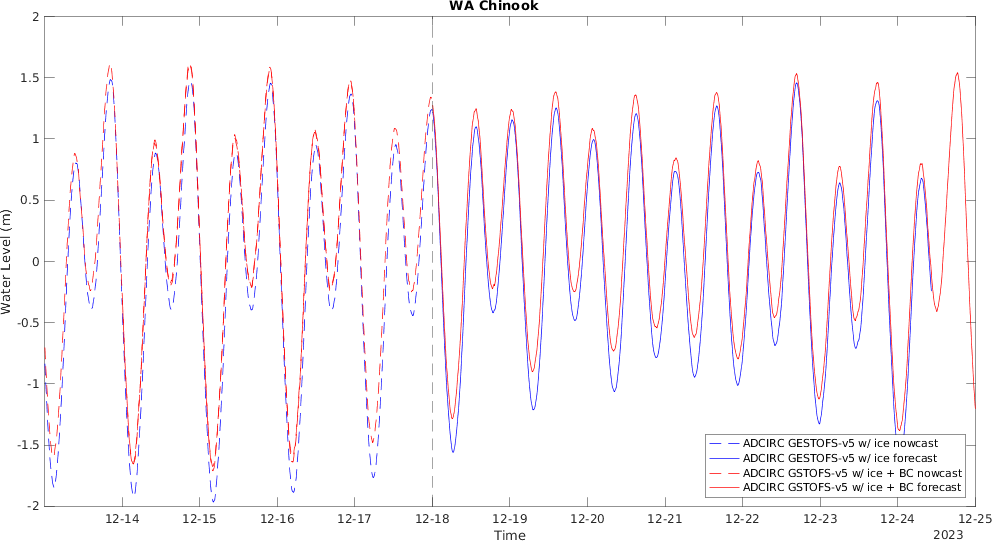 WA Chinook
2
1.5
1
0.5
0
-0.5
-1
-1.5
-2
Water Level (m)
12-14 12-15 12-16 12-17 12-18 12-19 12-20 12-21 12-22 12-23 12-24 12-25
Time
2023
ADCIRC GESTOFS-v5 w/ ice nowcast
ADCIRC GESTOFS-v5 w/ ice forecast
ADCIRC GSTOFS-v5 w/ ice + BC nowcast
ADCIRC GSTOFS-v5 w/ ice + BC forecast